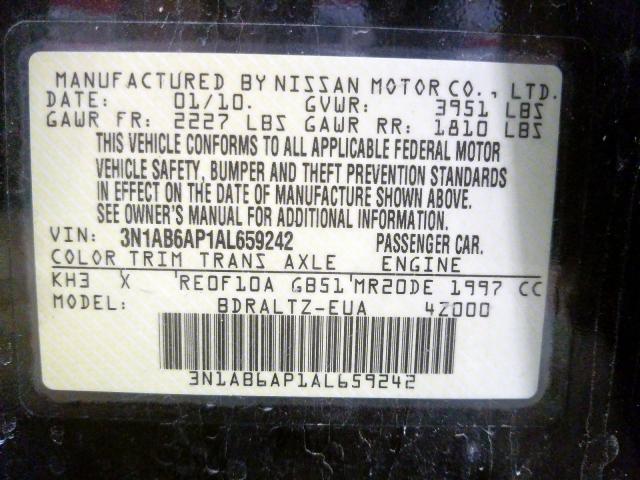 MANUFACTURED BY NISSAN MOTOR CO., LTD.
DATE: 01/10. GVWR: 3951 LBS
GAWR FR: 2227 LBS GAWR RR: 1810 LBS
THIS VEHICLE CONFORMS TO ALL APPLICABLE FEDERAL MOTOR
VEHICLE SAFETY, BUMPER AND THEFT PREVENTION STANDARDS
IN EFFECT ON THE DATE OF MANUFACTURE SHOWN ABOVE.
SEE OWNER'S MANUAL FOR ADDITIONAL INFORMATION.
VIN: 3N1AB6AP1AL659242 PASSENGER CAR.
COLOR TRIM TRANS AXLE ENGINE
KH3 X 'RE0F10A GB51'MR20DE 1997 CC
MODEL: BDRALTZ-EUA 4Z000
3N1AB6AP1AL659242